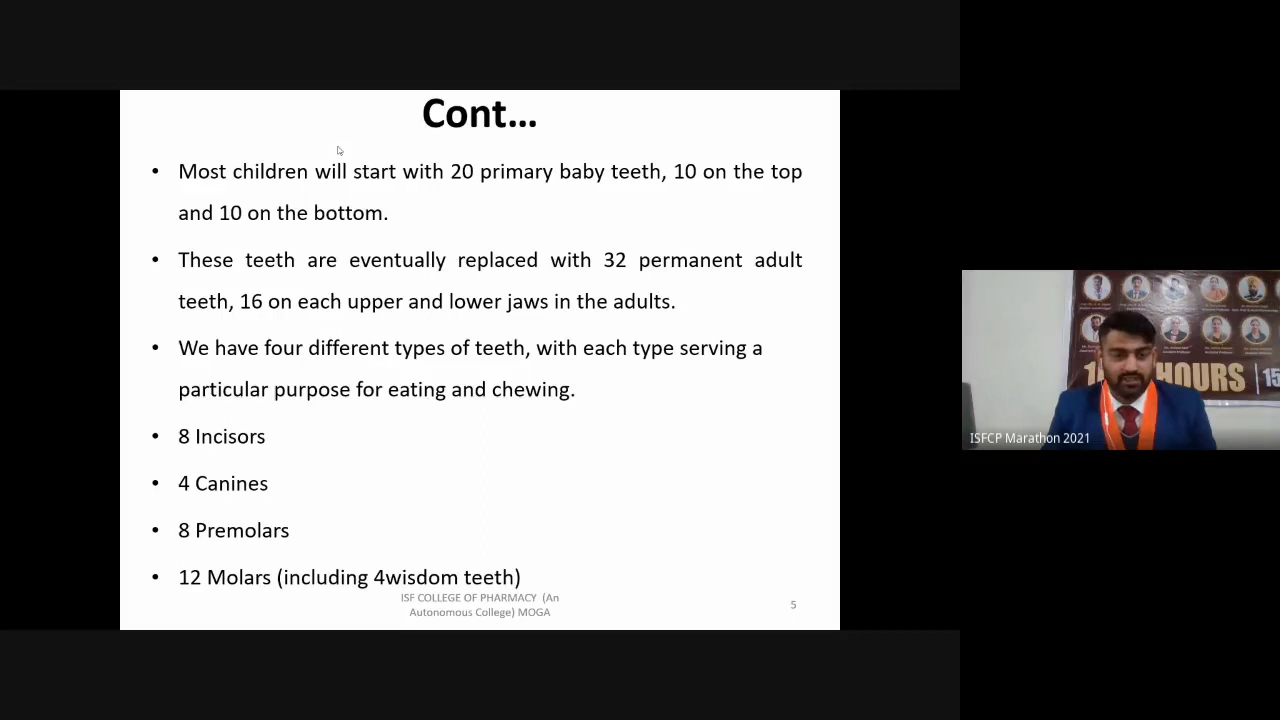 Cont...
• Most children will start with 20 primary baby teeth, 10 on the top
and 10 on the bottom.
• These teeth are eventually replaced with 32 permanent adult
teeth, 16 on each upper and lower jaws in the adults.
• We have four different types of teeth, with each type serving a
particular purpose for eating and chewing.
• 8 Incisors
• 4 Canines
• 8 Premolars
• 12 Molars (including 4wisdom teeth)
ISF COLLEGE OF PHARMACY (An
Autonomous College) MOGA
5
HOURS
ISFCP Marathon 2021